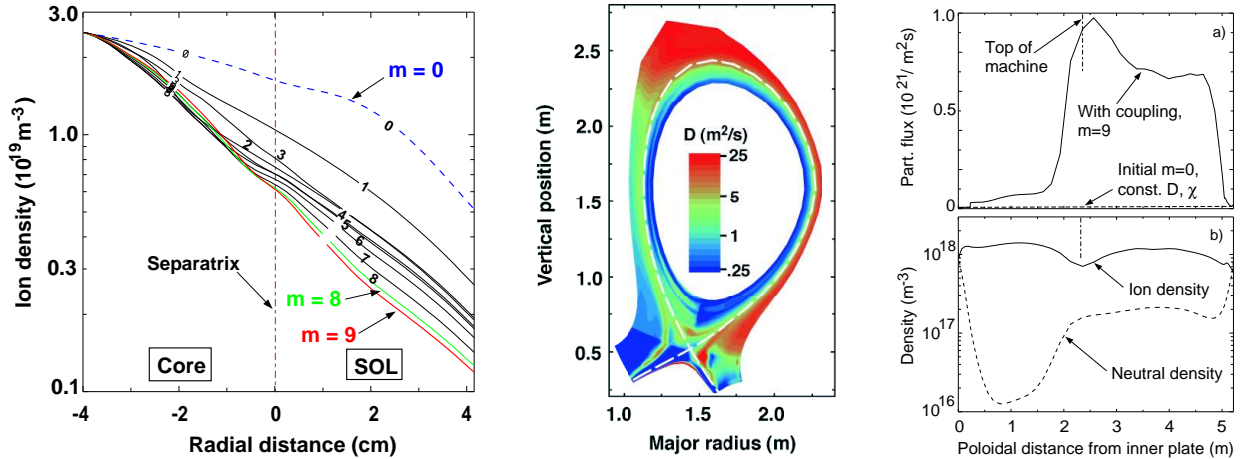 3.0
1.0
0.3
0.1
Ion density (10^19 m^-3)
0
1
m = 0
0
2
3
1
4
5
6
7
8
Separatrix
m = 8
m = 9
Core
SOL
-4
-2
0
2
4
Radial distance (cm)
2.5
2.0
1.5
1.0
0.5
Vertical position (m)
D (m^2/s)
25
5
1
.25
1.0
1.5
2.0
Major radius (m)
a)
1.0
0.5
0
Part. flux (10^21/ m^2s)
Top of
machine
With coupling,
m=9
Initial m=0,
const. D, χ
b)
10^18
10^17
10^16
Density (m^-3)
Ion density
Neutral density
0
1
2
3
4
5
Poloidal distance from inner plate (m)